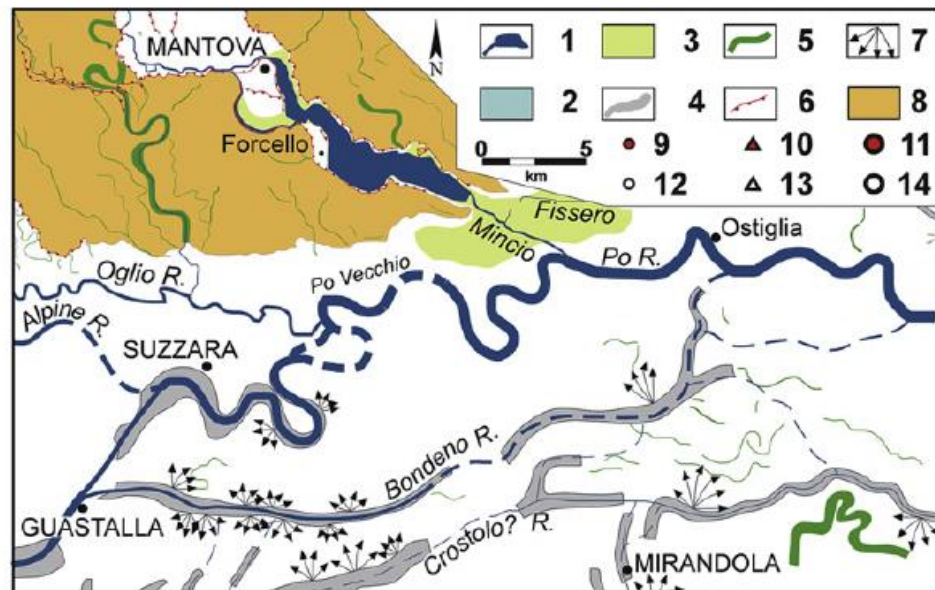 MANTOVA
N
1 3 5 7
2 4 6 8
Forcello
0 5
km
9 10 11
12 13 14
Fissero
Mincio
Ostiglia
Po R.
Po Vecchio
Oglio R.
Alpine R.
SUZZARA
Bondeno R.
GUASTALLA
Crostolo? R.
MIRANDOLA